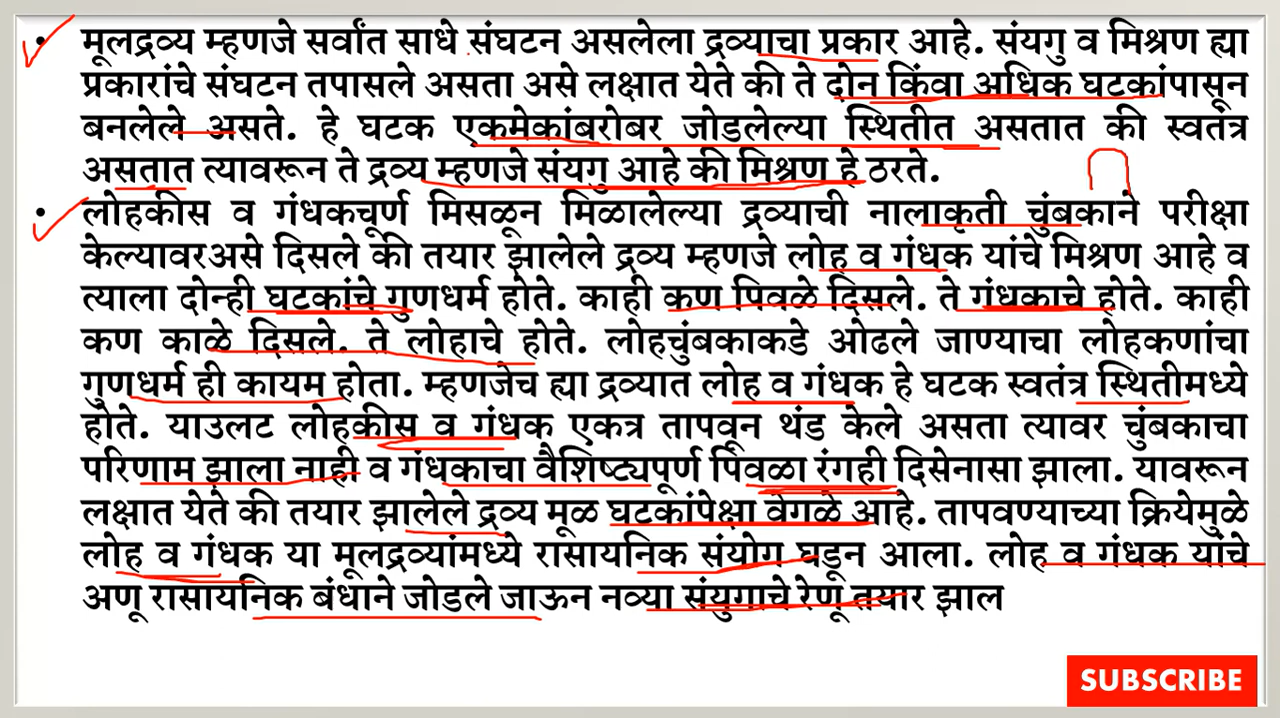 • मूलद्रव्य म्हणजे सर्वांत साधे संघटन असलेला द्रव्याचा प्रकार आहे. संयगु व मिश्रण ह्या
प्रकारांचे संघटन तपासले असता असे लक्षात येते की ते दोन किंवा अधिक घटकांपासून
बनलेले असते. हे घटक एकमेकांबरोबर जोडलेल्या स्थितीत असतात की स्वतंत्र
असतात त्यावरून ते द्रव्य म्हणजे संयगु आहे की मिश्रण हे ठरते.
• लोहकीस व गंधकचूर्ण मिसळून मिळालेल्या द्रव्याची नालाकृती चुंबकाने परीक्षा
केल्यावरअसे दिसले की तयार झालेले द्रव्य म्हणजे लोह व गंधक यांचे मिश्रण आहे व
त्याला दोन्ही घटकांचे गुणधर्म होते. काही कण पिवळे दिसले. ते गंधकाचे होते. काही
कण काळे दिसले. ते लोहाचे होते. लोहचुंबकाकडे ओढले जाण्याचा लोहकणांचा
गुणधर्म ही कायम होता. म्हणजेच ह्या द्रव्यात लोह व गंधक हे घटक स्वतंत्र स्थितीमध्ये
होते. याउलट लोहकीस व गंधक एकत्र तापवून थंड केले असता त्यावर चुंबकाचा
परिणाम झाला नाही व गंधकाचा वैशिष्ट्यपूर्ण पिवळा रंगही दिसेनासा झाला. यावरून
लक्षात येते की तयार झालेले द्रव्य मूळ घटकांपेक्षा वेगळे आहे. तापवण्याच्या क्रियेमुळे
लोह व गंधक या मूलद्रव्यांमध्ये रासायनिक संयोग घडून आला. लोह व गंधक यांचे
अणू रासायनिक बंधाने जोडले जाऊन नव्या संयुगाचे रेणू तयार झाल
SUBSCRIBE